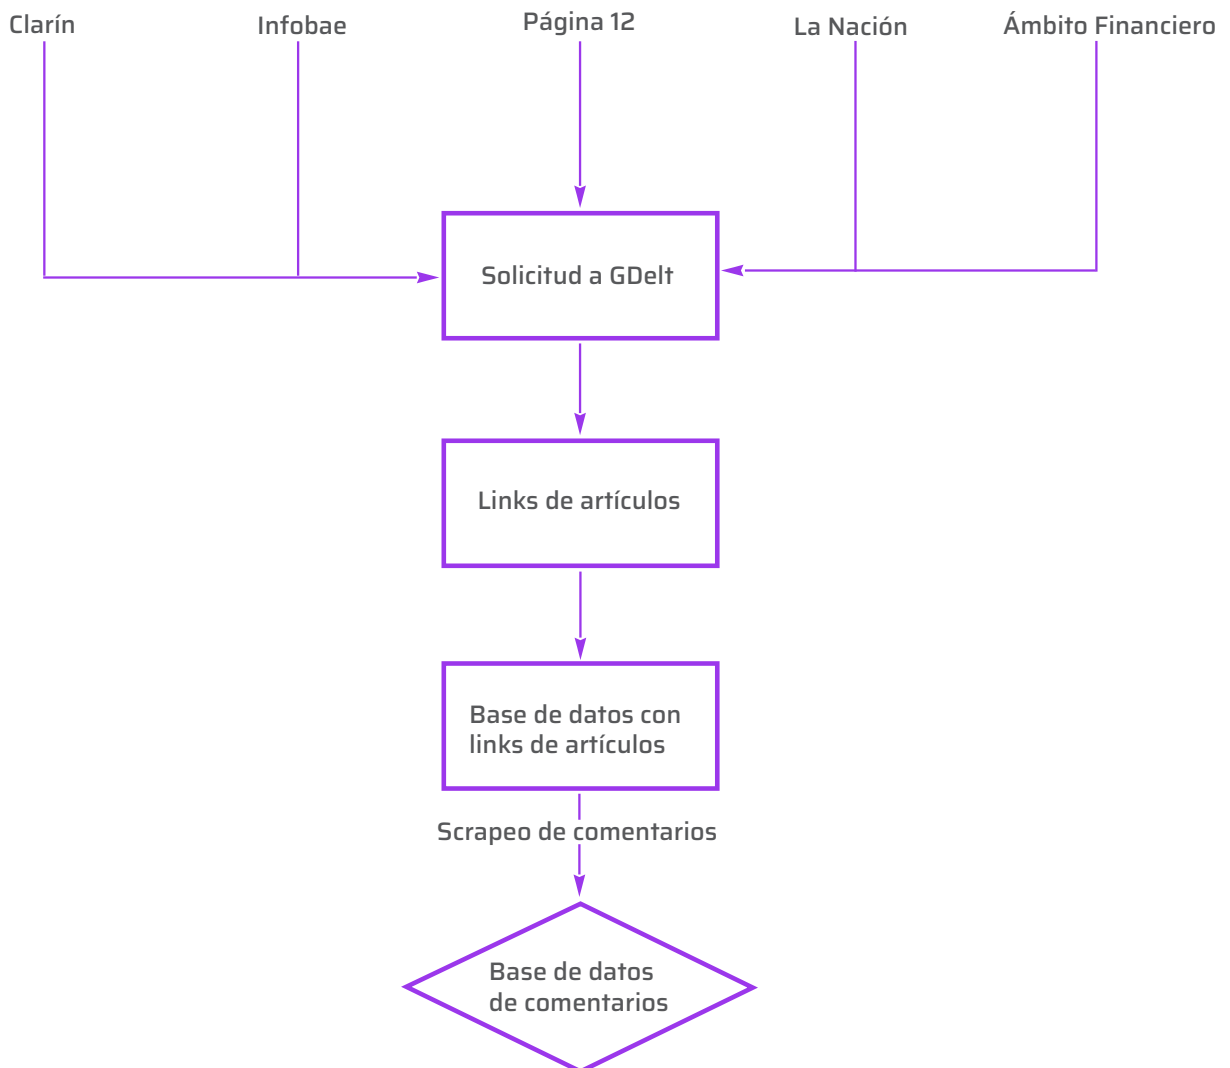 Clarín
Infobae
Página 12
La Nación
Ámbito Financiero
Solicitud a GDelt
Links de artículos
Base de datos con
links de artículos
Scrapeo de comentarios
Base de datos
de comentarios